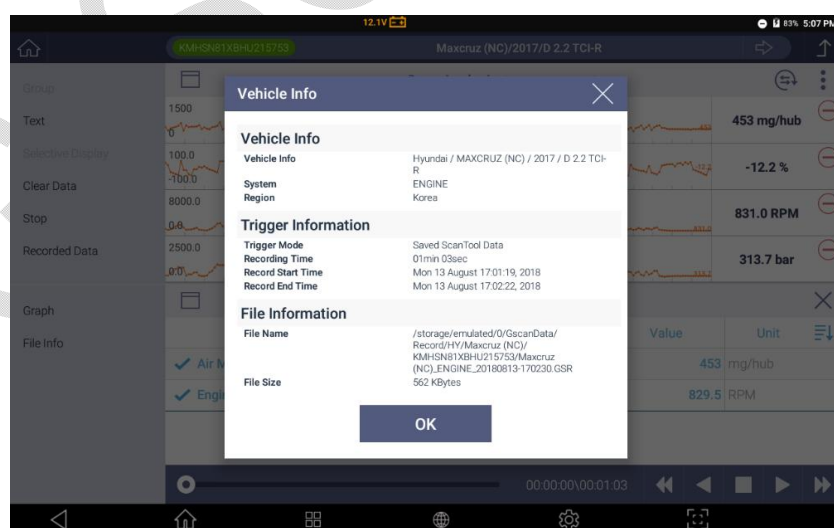 12.1V
83% 5:07 PM
KMHSN81XBHU215753
Maxcruz (NC)/2017/D 2.2 TCI-R
Group
Text
Selective Display
Clear Data
Stop
Recorded Data
Graph
File Info
1500
0
453 mg/hub
100.0
-100.0
-12.2 %
8000.0
0.0
831.0 RPM
2500.0
0.0
313.7 bar
Value
Unit
Air M
453
mg/hub
Engi
829.5
RPM
00:00:00\00:01:03
Vehicle Info
Vehicle Info
Vehicle Info
Hyundai / MAXCRUZ (NC) / 2017 / D 2.2 TCI-
R
System
ENGINE
Region
Korea
Trigger Information
Trigger Mode
Saved ScanTool Data
Recording Time
01min 03sec
Record Start Time
Mon 13 August 17:01:19, 2018
Record End Time
Mon 13 August 17:02:22, 2018
File Information
File Name
/storage/emulated/0/GscanData/
Record/HY/Maxcruz (NC)/
KMHSN81XBHU215753/Maxcruz
(NC)_ENGINE_20180813-170230.GSR
File Size
562 KBytes
OK